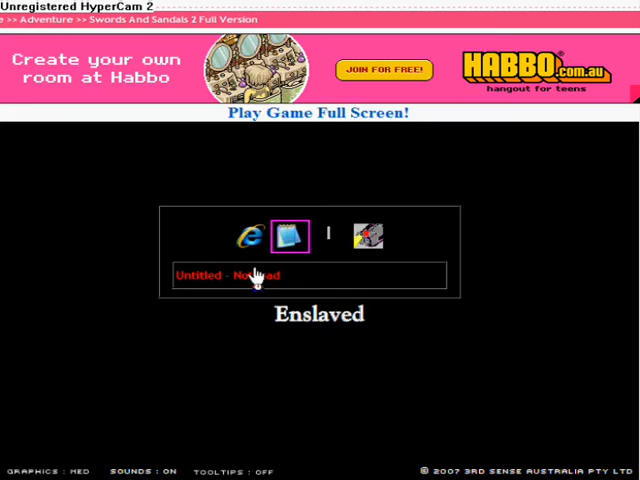 Unregistered HyperCam 2
e >> Adventure >> Swords And Sandals 2 Full Version
Create your own
room at Habbo
JOIN FOR FREE!
HABBO.com.au
hangout for teens
Play Game Full Screen!
Untitled - Notepad
Enslaved
GRAPHICS : MED SOUNDS : ON TOOLTIPS : OFF © 2007 3RD SENSE AUSTRALIA PTY LTD